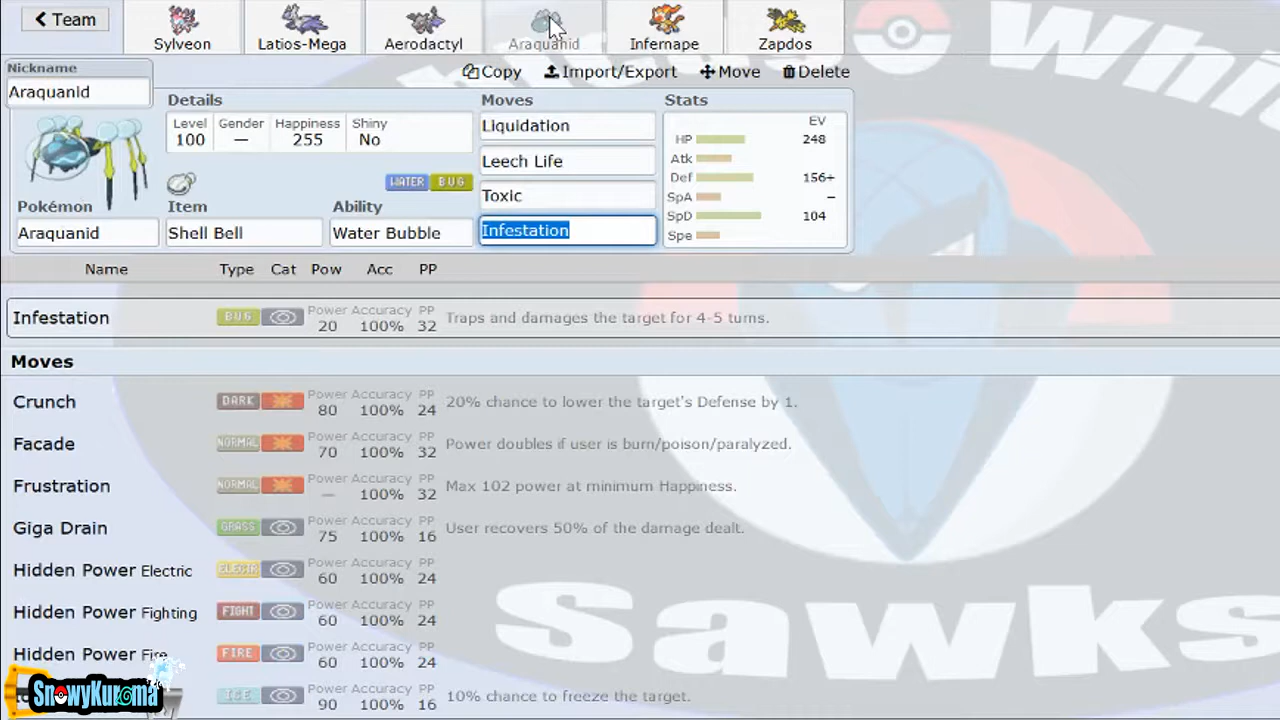 Team
Sylveon
Latios-Mega
Aerodactyl
Araquanid
Infernape
Zapdos
Copy Import/Export Move Delete
Nickname
Araquanid
Details
Level Gender Happiness Shiny
100 — 255 No
WATER BUG
Pokémon Item Ability
Araquanid Shell Bell Water Bubble
Moves
Liquidation
Leech Life
Toxic
Infestation
Stats
EV
HP 248
Atk
Def 156+
SpA –
SpD 104
Spe
Name Type Cat Pow Acc PP
Infestation BUG Power 20 Accuracy 100% PP 32 Traps and damages the target for 4-5 turns.
Moves
Crunch DARK Power 80 Accuracy 100% PP 24 20% chance to lower the target's Defense by 1.
Facade NORMAL Power 70 Accuracy 100% PP 32 Power doubles if user is burn/poison/paralyzed.
Frustration NORMAL Power — Accuracy 100% PP 32 Max 102 power at minimum Happiness.
Giga Drain GRASS Power 75 Accuracy 100% PP 16 User recovers 50% of the damage dealt.
Hidden Power Electric ELECTR Power 60 Accuracy 100% PP 24
Hidden Power Fighting FIGHT Power 60 Accuracy 100% PP 24
Hidden Power Fire FIRE Power 60 Accuracy 100% PP 24
ICE Power 90 Accuracy 100% PP 16 10% chance to freeze the target.
Sawks
SnowyKuroma